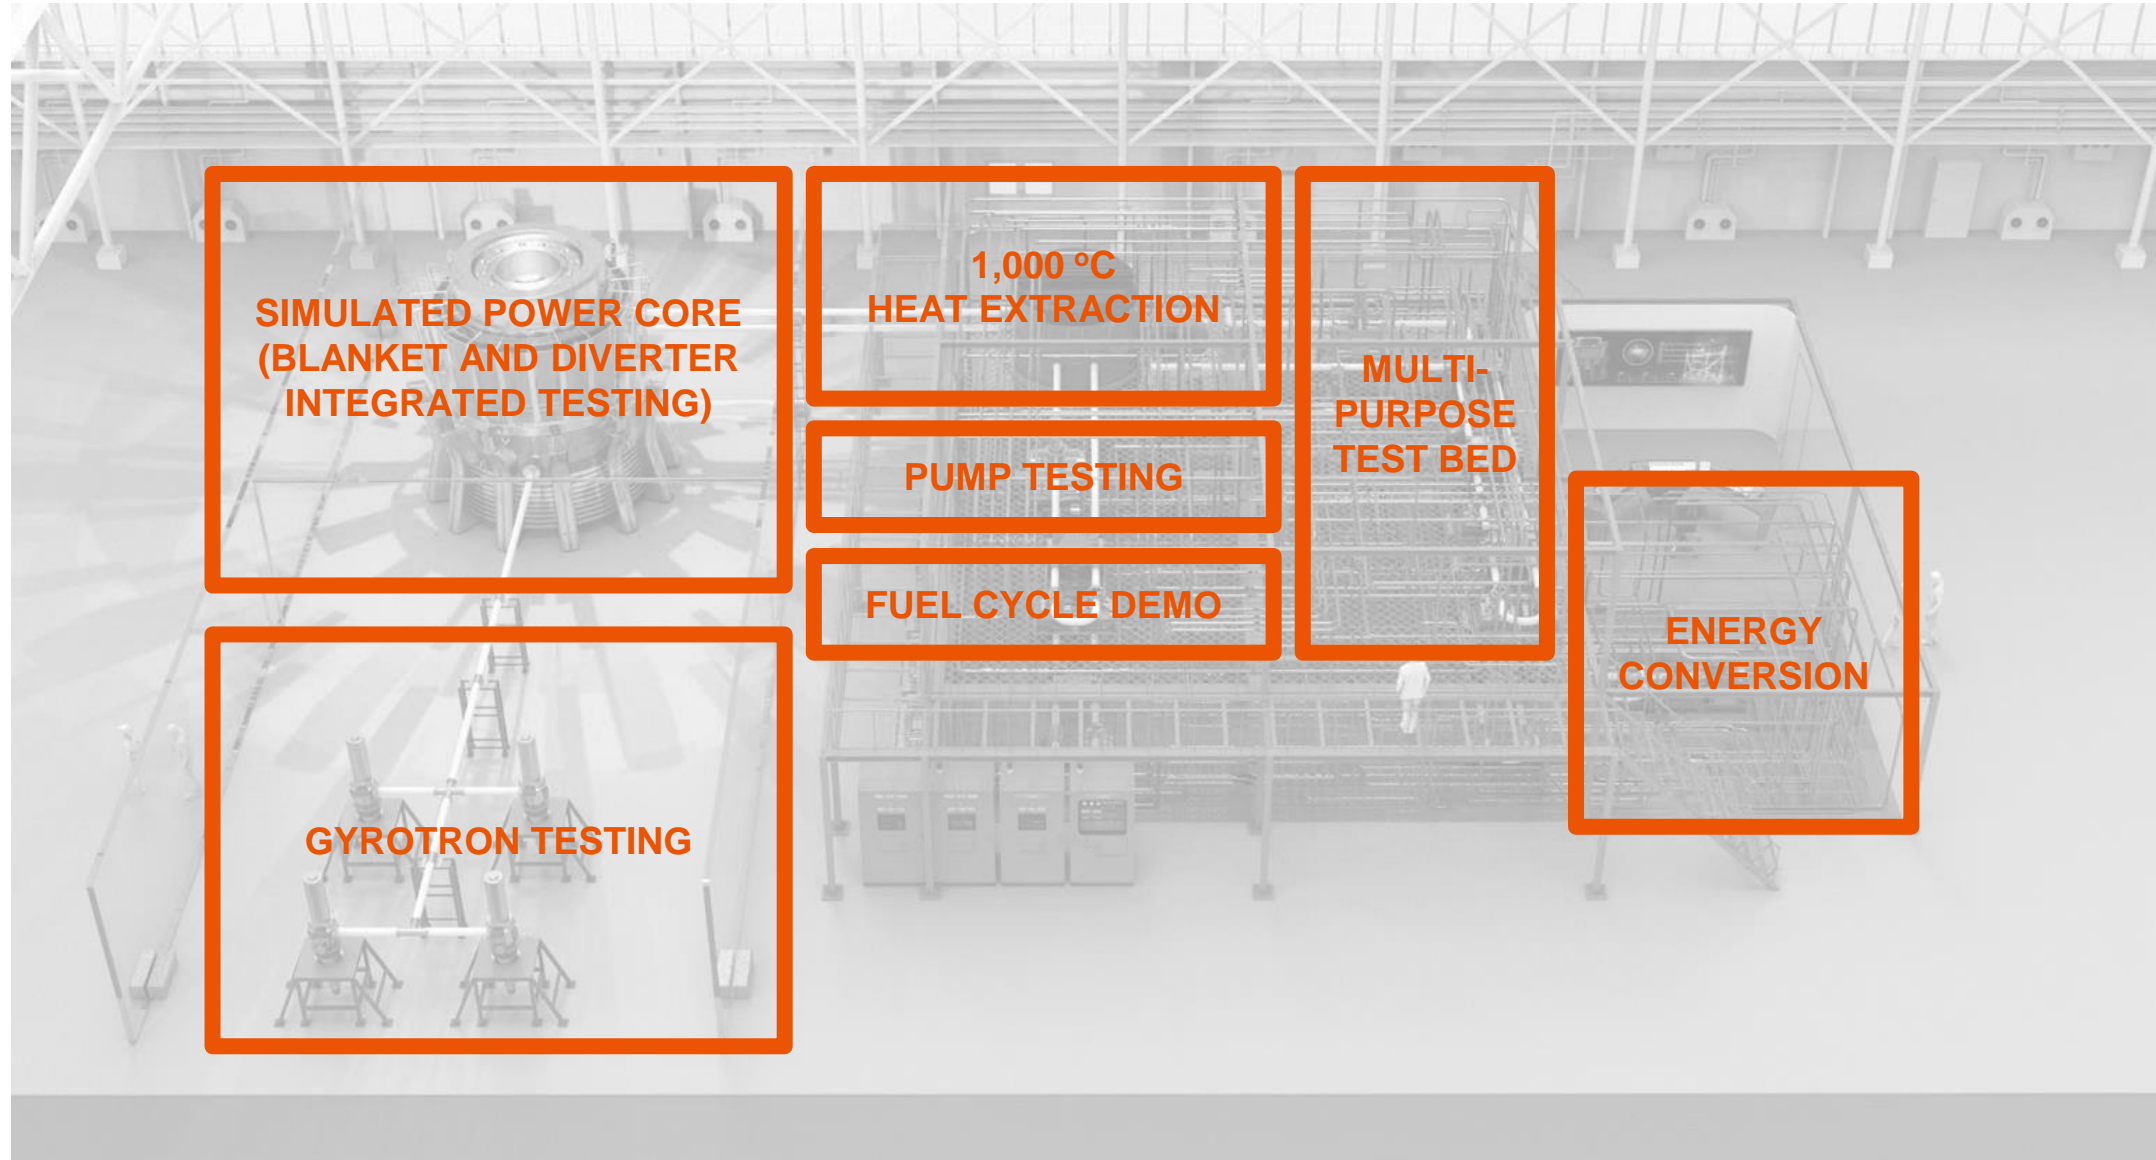 SIMULATED POWER CORE
(BLANKET AND DIVERTER
INTEGRATED TESTING)
1,000 ºC
HEAT EXTRACTION
PUMP TESTING
FUEL CYCLE DEMO
MULTI-
PURPOSE
TEST BED
ENERGY
CONVERSION
GYROTRON TESTING